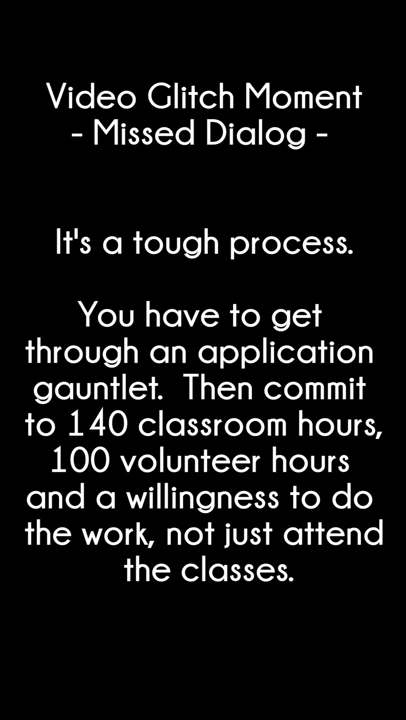 Video Glitch Moment
- Missed Dialog -
It's a tough process.
You have to get
through an application
gauntlet. Then commit
to 140 classroom hours,
100 volunteer hours
and a willingness to do
the work, not just attend
the classes.